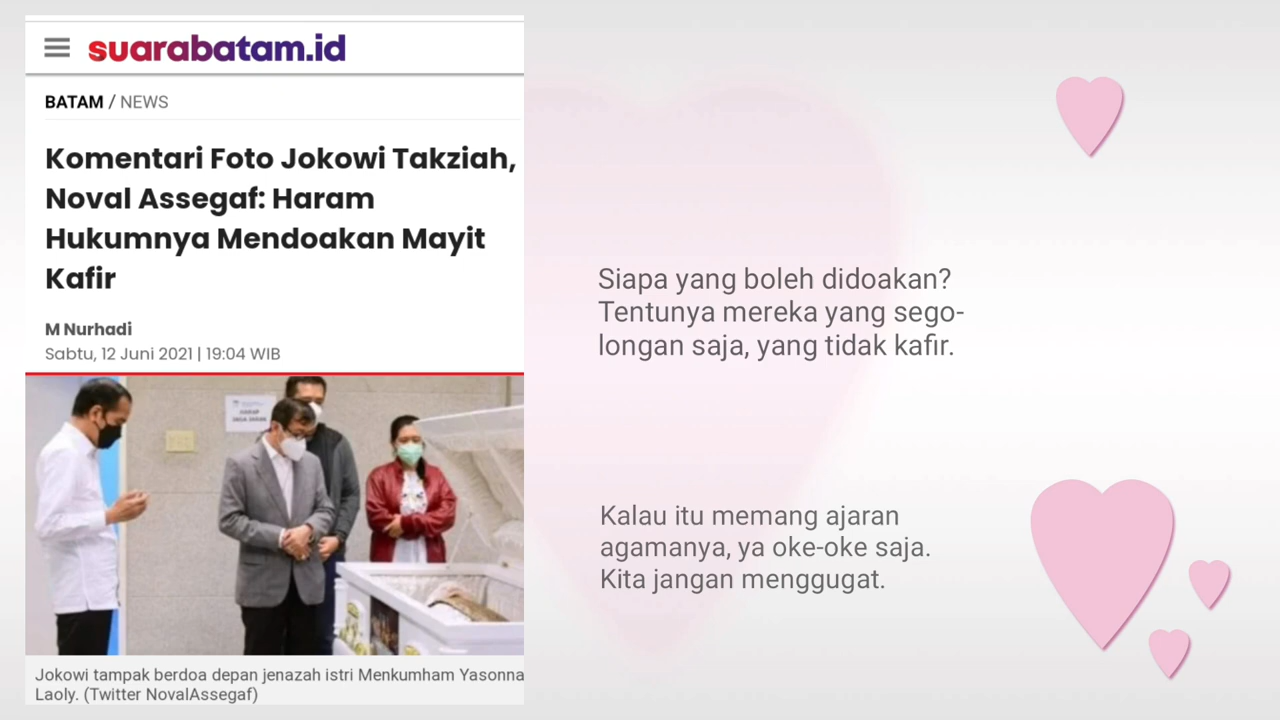 suarabatam.id
BATAM / NEWS
Komentari Foto Jokowi Takziah,
Noval Assegaf: Haram
Hukumnya Mendoakan Mayit
Kafir
M Nurhadi
Sabtu, 12 Juni 2021 | 19:04 WIB
Jokowi tampak berdoa depan jenazah istri Menkumham Yasonna
Laoly. (Twitter NovalAssegaf)
Siapa yang boleh didoakan?
Tentunya mereka yang sego-
longan saja, yang tidak kafir.
Kalau itu memang ajaran
agamanya, ya oke-oke saja.
Kita jangan menggugat.